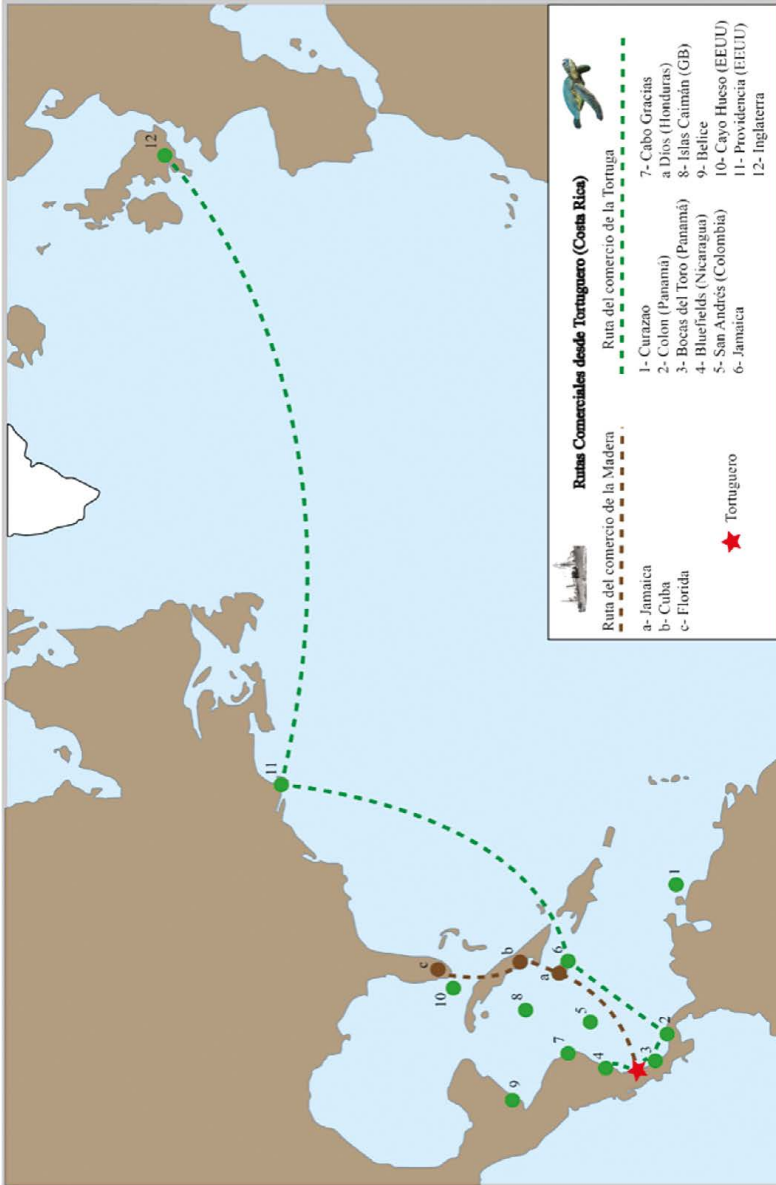 12
11
c
10
b
a
6
8
5
7
9
4
3
2
1
Rutas Comerciales desde Tortuguero (Costa Rica)
Ruta del comercio de la Madera
a- Jamaica
b- Cuba
c- Florida
Tortuguero
Ruta del comercio de la Tortuga
1- Curazao
2- Colon (Panamá)
3- Bocas del Toro (Panamá)
4- Bluefields (Nicaragua)
5- San Andrés (Colombia)
6- Jamaica
7- Cabo Gracias
a Dios (Honduras)
8- Islas Caimán (GB)
9- Belice
10- Cayo Hueso (EEUU)
11- Providencia (EEUU)
12- Inglaterra